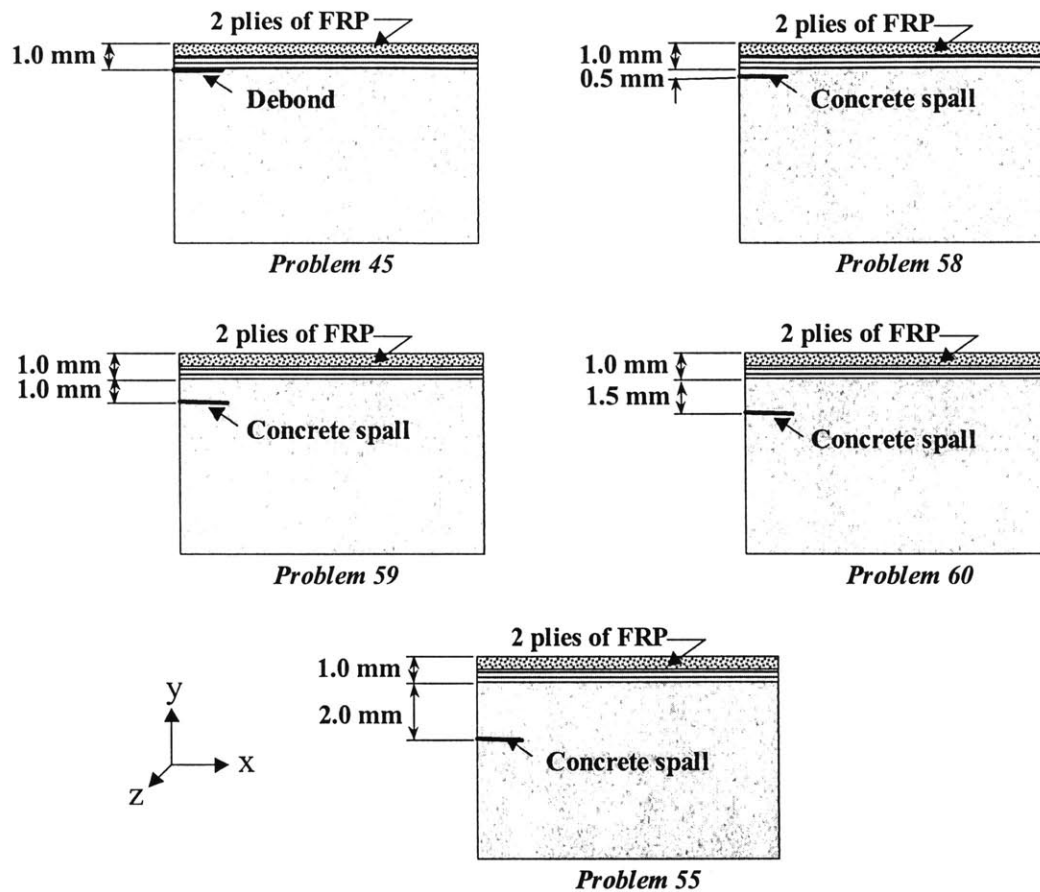 2 plies of FRP
1.0 mm
Debond
Problem 45
2 plies of FRP
1.0 mm
0.5 mm
Concrete spall
Problem 58
2 plies of FRP
1.0 mm
1.0 mm
Concrete spall
Problem 59
2 plies of FRP
1.0 mm
1.5 mm
Concrete spall
Problem 60
2 plies of FRP
1.0 mm
2.0 mm
Concrete spall
Problem 55
y
x
z